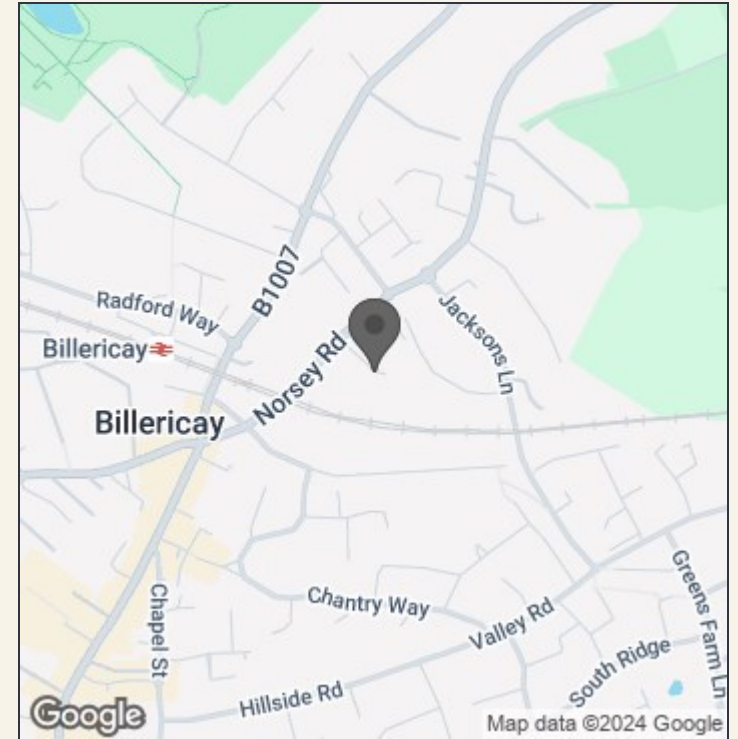 B1007
Radford Way
Billericay
Norsey Rd
Jacksons Ln
Billericay
Chapel St
Chantry Way
Valley Rd
Greens Farm Ln
South Ridge
Hillside Rd
Google
Map data ©2024 Google